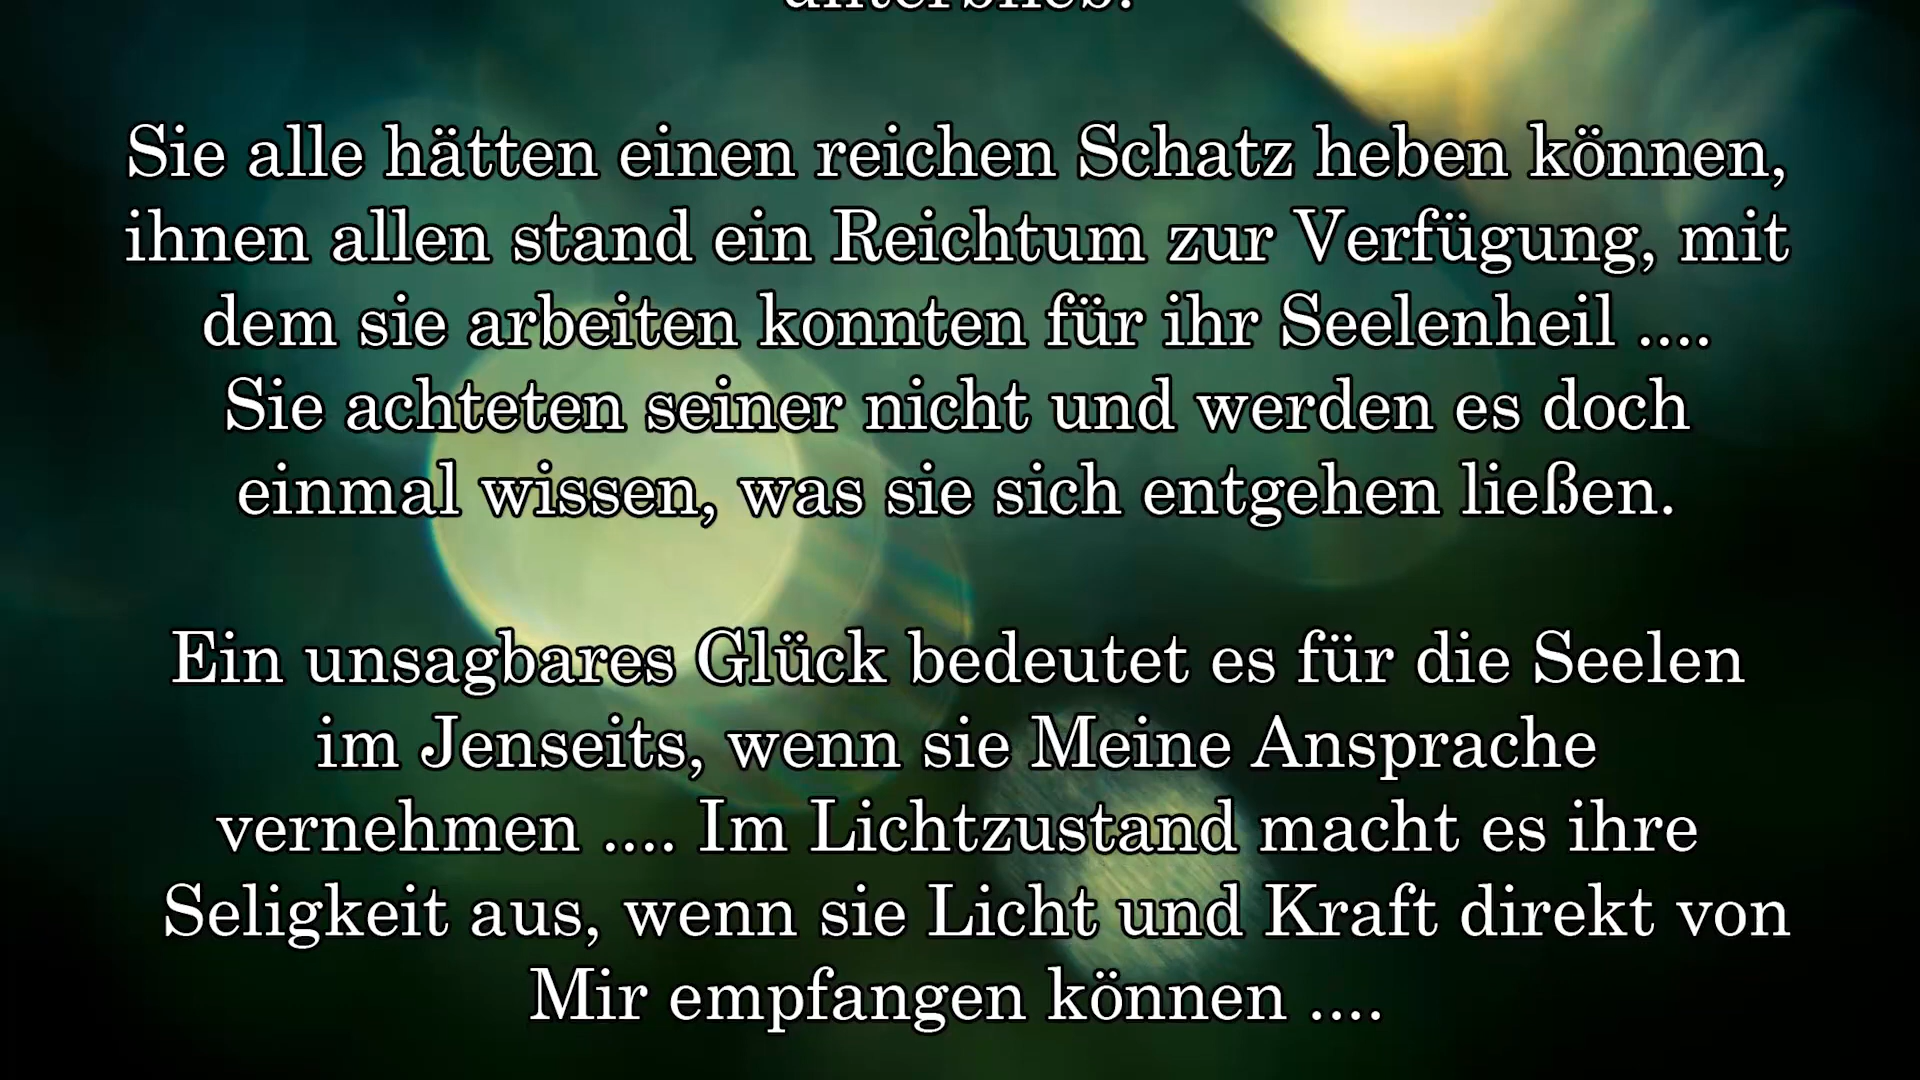 unterblieb.
Sie alle hätten einen reichen Schatz heben können,
ihnen allen stand ein Reichtum zur Verfügung, mit
dem sie arbeiten konnten für ihr Seelenheil ....
Sie achteten seiner nicht und werden es doch
einmal wissen, was sie sich entgehen ließen.
Ein unsagbares Glück bedeutet es für die Seelen
im Jenseits, wenn sie Meine Ansprache
vernehmen .... Im Lichtzustand macht es ihre
Seligkeit aus, wenn sie Licht und Kraft direkt von
Mir empfangen können ....